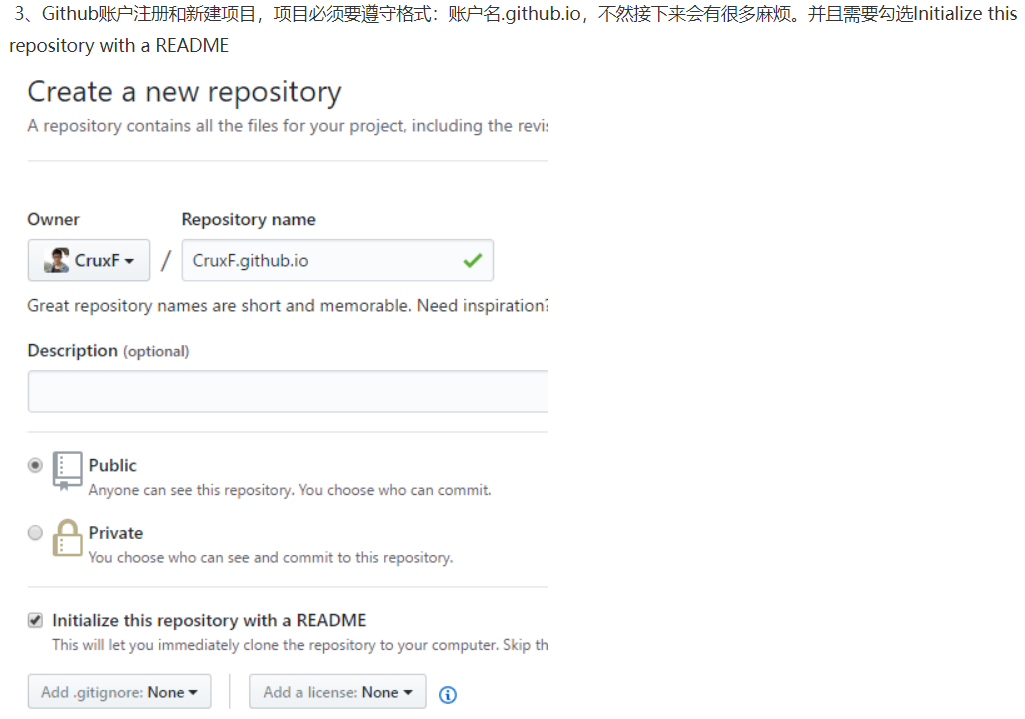 3、Github账户注册和新建项目，项目必须要遵守格式：账户名.github.io，不然接下来会有很多麻烦。并且需要勾选Initialize this
repository with a README
Create a new repository
A repository contains all the files for your project, including the revis
Owner Repository name
CruxF / CruxF.github.io
Great repository names are short and memorable. Need inspiration?
Description (optional)
Public
Anyone can see this repository. You choose who can commit.
Private
You choose who can see and commit to this repository.
Initialize this repository with a README
This will let you immediately clone the repository to your computer. Skip th
Add .gitignore: None Add a license: None